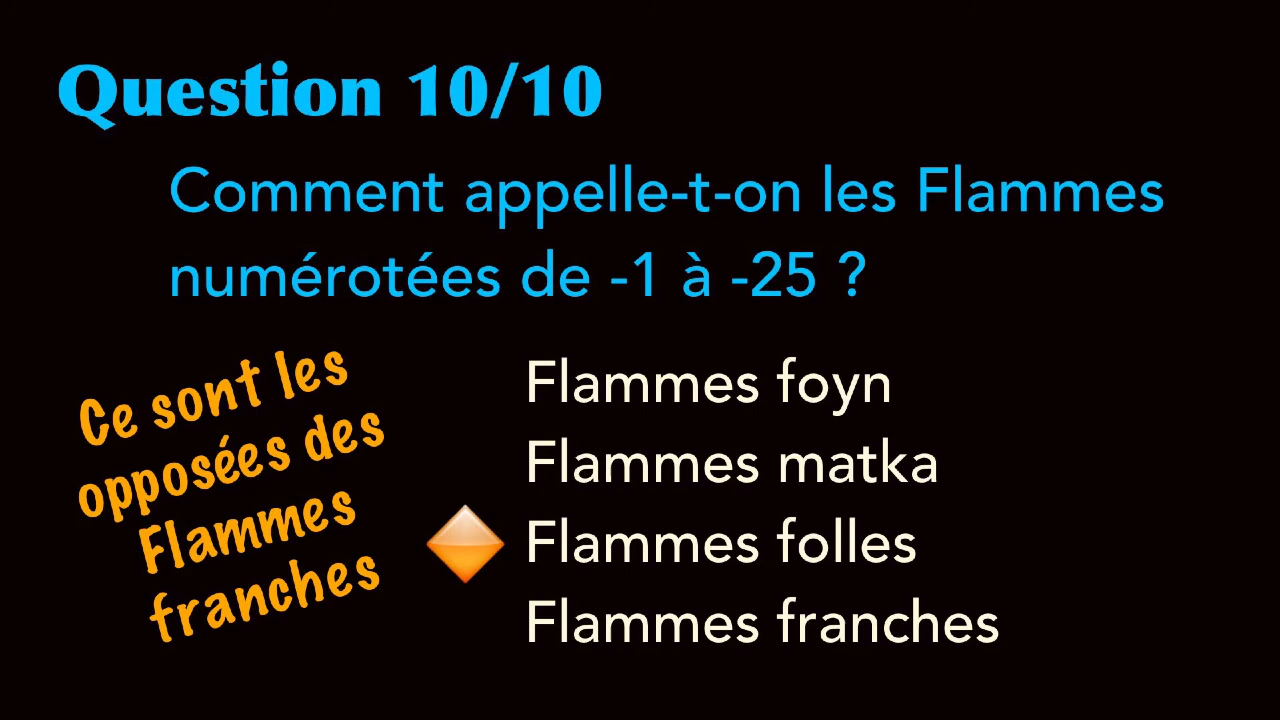 Question 10/10
Comment appelle-t-on les Flammes
numérotées de -1 à -25 ?
Ce sont les
opposées des
Flammes
franches
Flammes foyn
Flammes matka
Flammes folles
Flammes franches